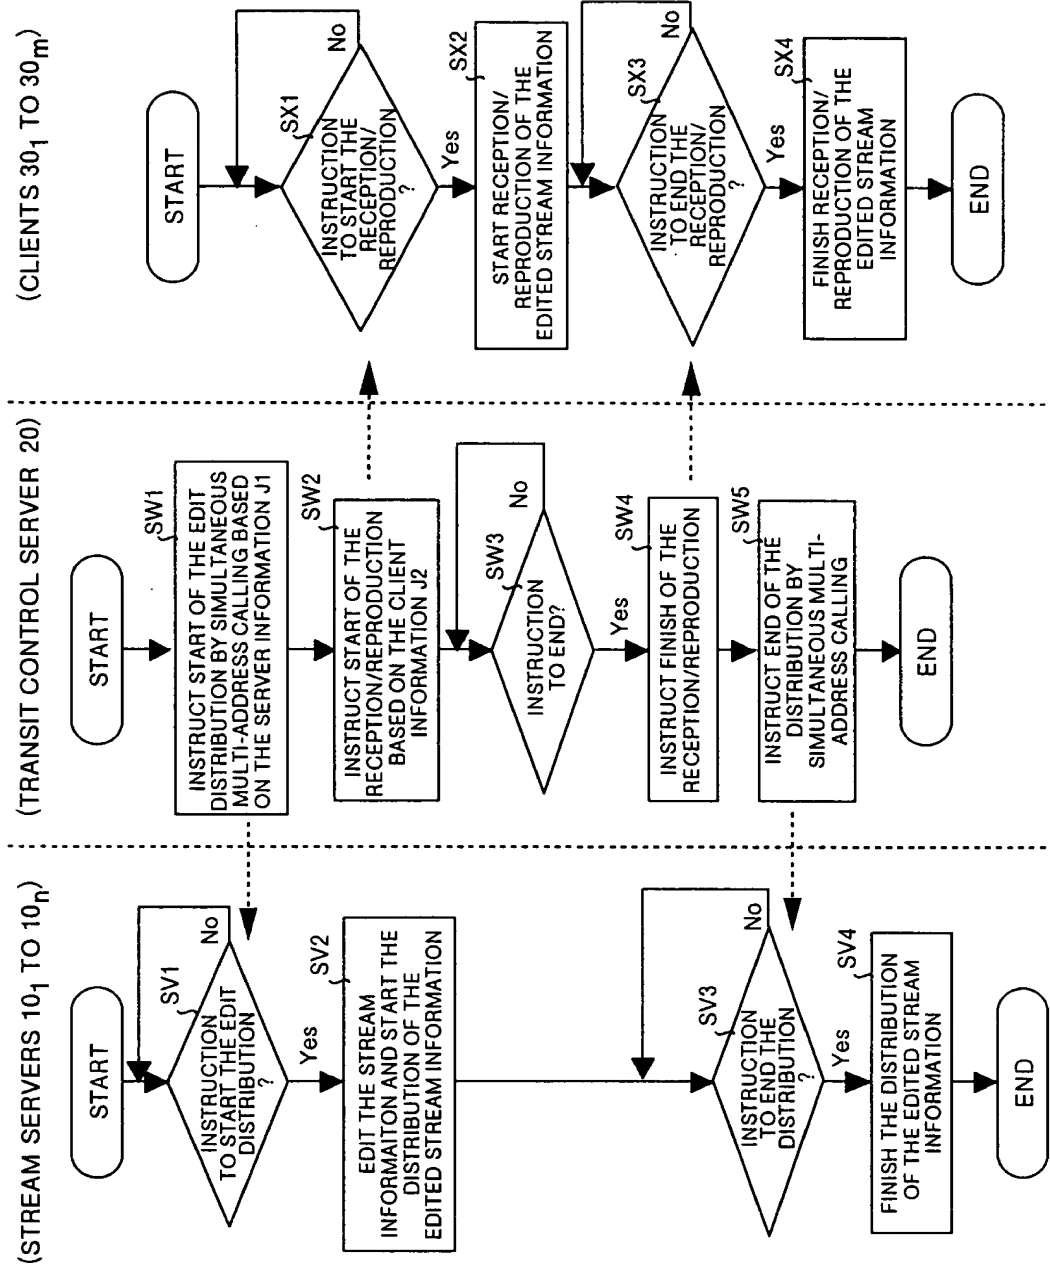 (STREAM SERVERS 10₁ TO 10ₙ)
START
SV1
INSTRUCTION
TO START THE EDIT
DISTRIBUTION
?
No
Yes
SV2
EDIT THE STREAM
INFORMAITON AND START THE
DISTRIBUTION OF THE
EDITED STREAM INFORMATION
SV3
INSTRUCTION
TO END THE
DISTRIBUTION
?
No
Yes
SV4
FINISH THE DISTRIBUTION
OF THE EDITED STREAM
INFORMATION
END
(TRANSIT CONTROL SERVER 20)
START
SW1
INSTRUCT START OF THE EDIT
DISTRIBUTION BY SIMULTANEOUS
MULTI-ADDRESS CALLING BASED
ON THE SERVER INFORMATION J1
SW2
INSTRUCT START OF THE
RECEPTION/REPRODUCTION
BASED ON THE CLIENT
INFORMATION J2
SW3
INSTRUCTION
TO END?
No
Yes
SW4
INSTRUCT FINISH OF THE
RECEPTION/REPRODUCTION
SW5
INSTRUCT END OF THE
DISTRIBUTION BY
SIMULTANEOUS MULTI-
ADDRESS CALLING
END
(CLIENTS 30₁ TO 30ₘ)
START
SX1
INSTRUCTION
TO START THE
RECEPTION/
REPRODUCTION
?
No
Yes
SX2
START RECEPTION/
REPRODUCTION OF THE
EDITED STREAM INFORMATION
SX3
INSTRUCTION
TO END THE
RECEPTION/
REPRODUCTION
?
No
Yes
SX4
FINISH RECEPTION/
REPRODUCTION OF THE
EDITED STREAM
INFORMATION
END